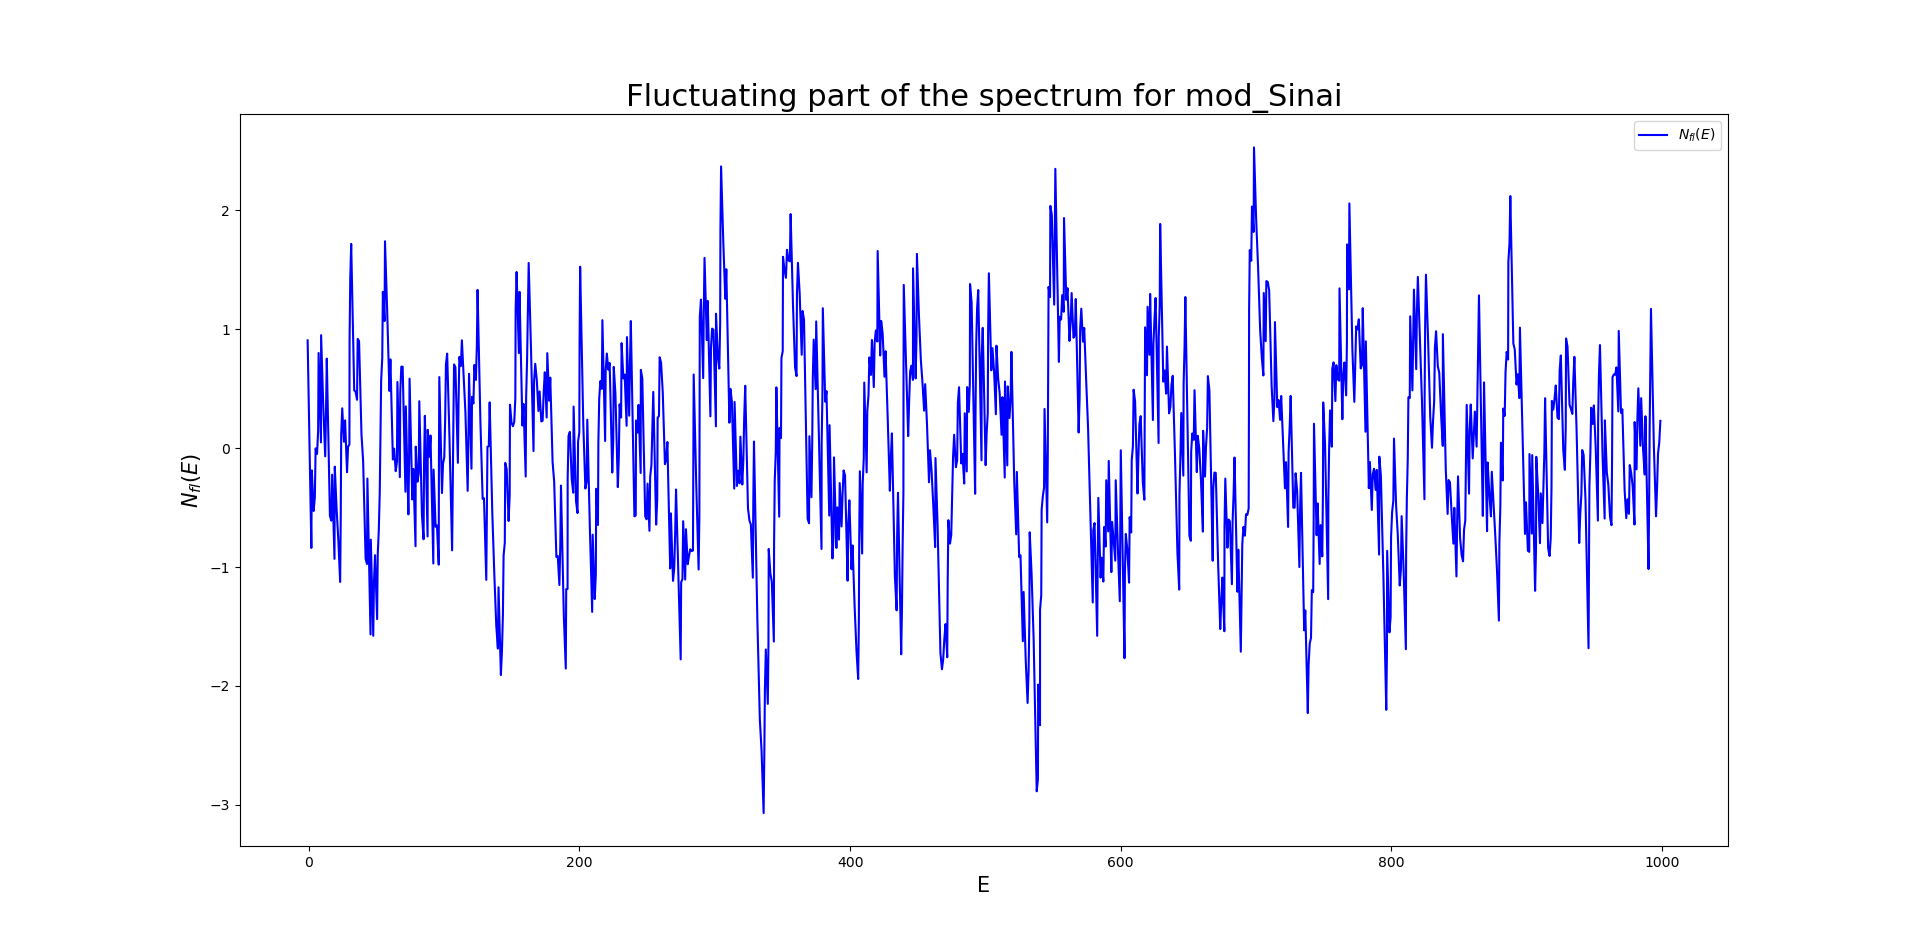 Fluctuating part of the spectrum for mod_Sinai
N_fl(E)
2
1
0
−1
−2
−3
N_fl(E)
0 200 400 600 800 1000
E